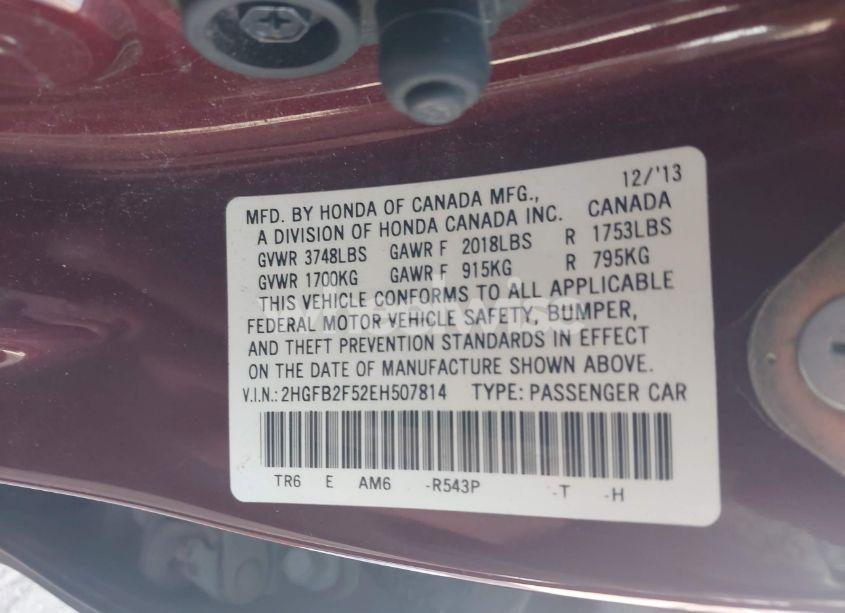 12/'13
MFD. BY HONDA OF CANADA MFG., CANADA
A DIVISION OF HONDA CANADA INC.
GVWR 3748LBS GAWR F 2018LBS R 1753LBS
GVWR 1700KG GAWR F 915KG R 795KG
THIS VEHICLE CONFORMS TO ALL APPLICABLE
FEDERAL MOTOR VEHICLE SAFETY, BUMPER,
AND THEFT PREVENTION STANDARDS IN EFFECT
ON THE DATE OF MANUFACTURE SHOWN ABOVE.
V.I.N.: 2HGFB2F52EH507814 TYPE: PASSENGER CAR
TR6 E AM6 -R543P -T -H